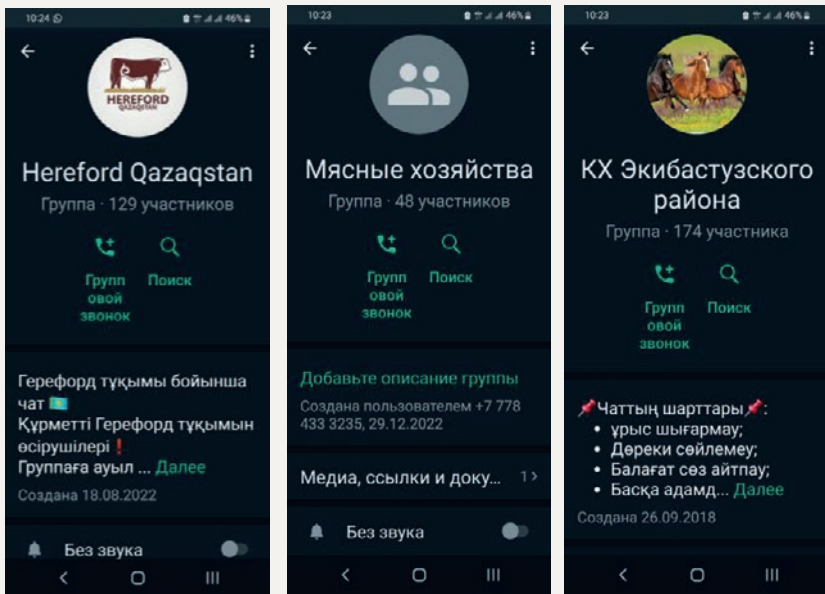 10:24
46%
HEREFORD
QAZAQSTAN
Hereford Qazaqstan
Группа · 129 участников
Групп
овой
звонок
Поиск
Герефорд тұқымы бойынша
чат 🇰🇿
Құрметті Герефорд тұқымын
өсірушілері❗
Группаға ауыл ... Далее
Создана 18.08.2022
Без звука
10:23
46%
Мясные хозяйства
Группа · 48 участников
Групп
овой
звонок
Поиск
Добавьте описание группы
Создана пользователем +7 778
433 3235, 29.12.2022
Медиа, ссылки и доку... 1 >
Без звука
10:23
46%
КХ Экибастузского
района
Группа · 174 участника
Групп
овой
звонок
Поиск
📌Чаттың шарттары📌:
• ұрыс шығармау;
• Дөреки сөйлемеу;
• Балағат сөз айтпау;
• Басқа адамд... Далее
Создана 26.09.2018